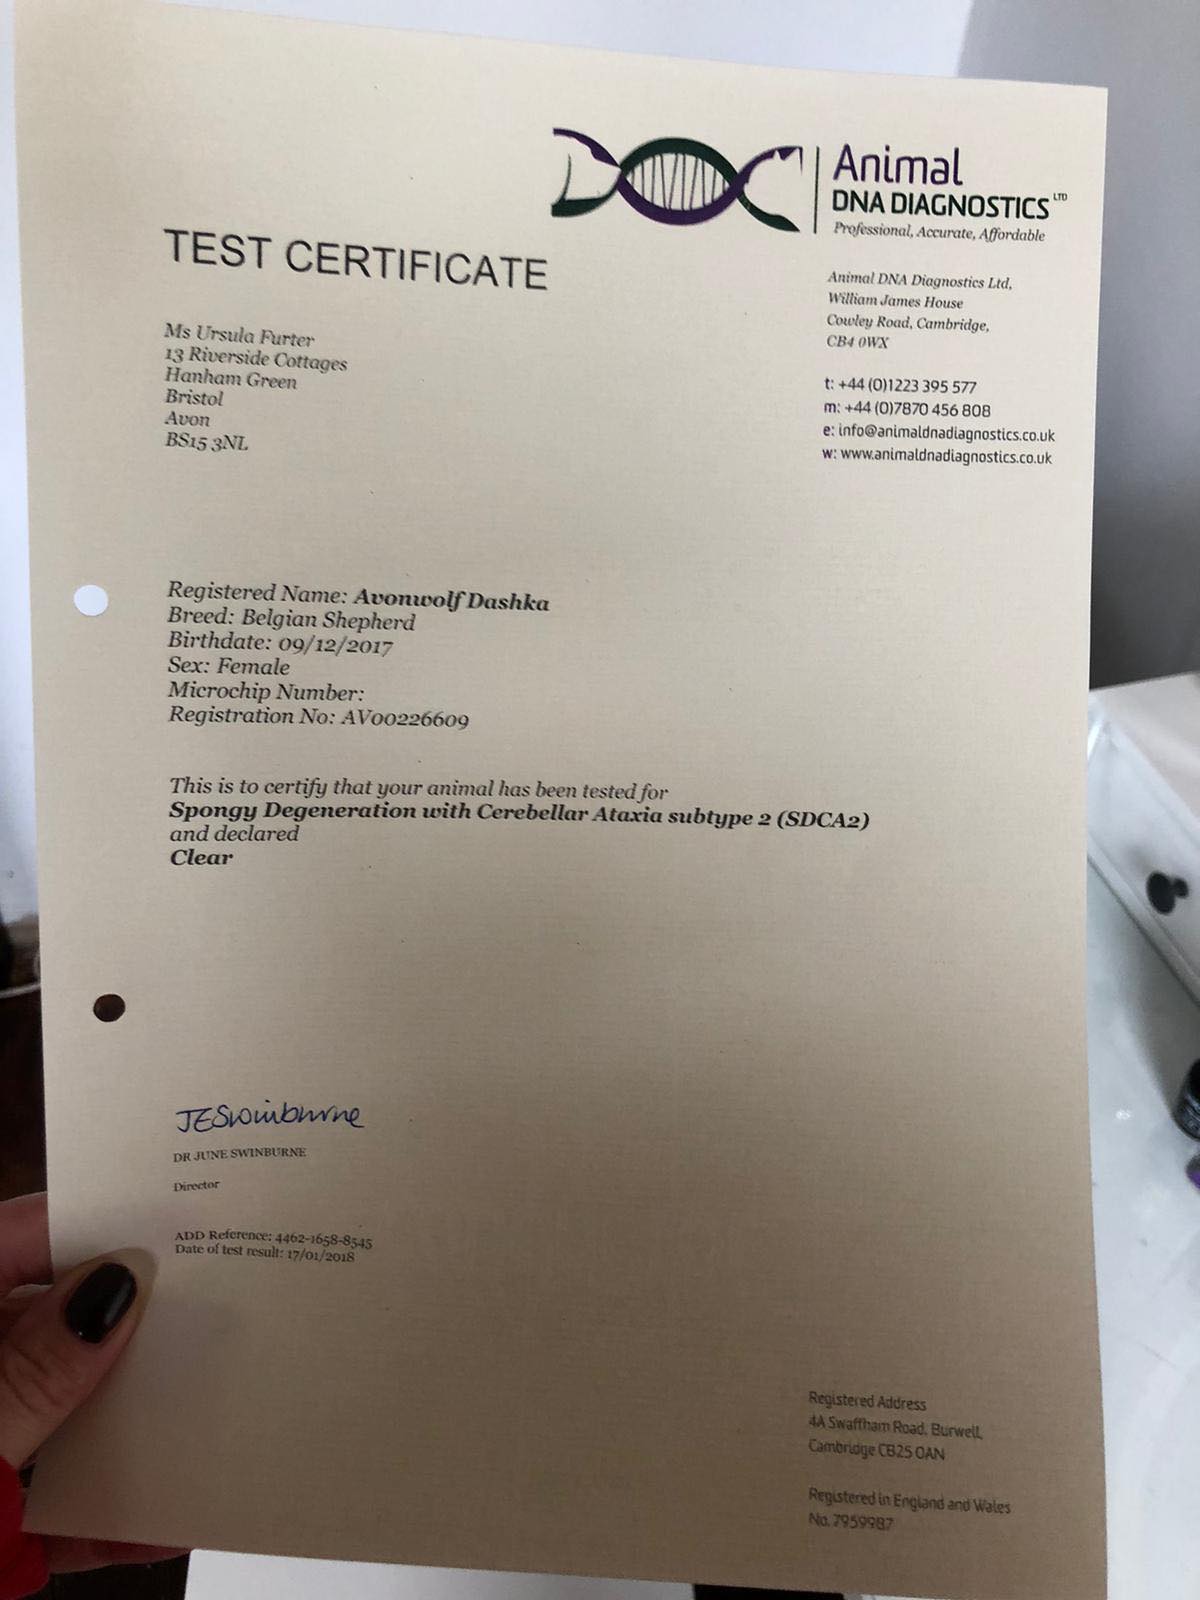 Animal
DNA DIAGNOSTICS LTD
Professional, Accurate, Affordable
TEST CERTIFICATE
Animal DNA Diagnostics Ltd,
William James House
Cowley Road, Cambridge,
CB4 0WX
t: +44 (0)1223 395 577
m: +44 (0)7870 456 808
e: info@animaldnadiagnostics.co.uk
w: www.animaldnadiagnostics.co.uk
Ms Ursula Furter
13 Riverside Cottages
Hanham Green
Bristol
Avon
BS15 3NL
Registered Name: Avonwolf Dashka
Breed: Belgian Shepherd
Birthdate: 09/12/2017
Sex: Female
Microchip Number:
Registration No: AV00226609
This is to certify that your animal has been tested for
Spongy Degeneration with Cerebellar Ataxia subtype 2 (SDCA2)
and declared
Clear
JESwinburne
DR JUNE SWINBURNE
Director
ADD Reference: 4462-1658-8545
Date of test result: 17/01/2018
Registered Address
4A Swaffham Road, Burwell,
Cambridge CB25 0AN
Registered in England and Wales
No. 7959987